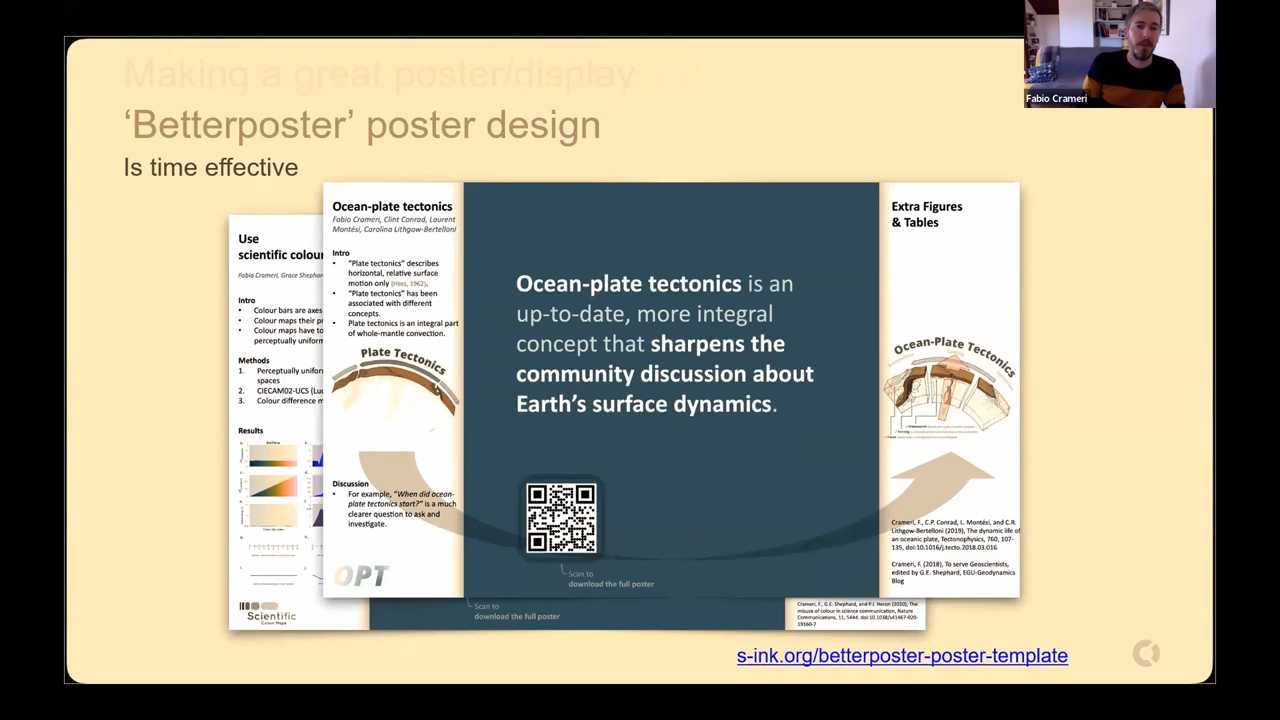 Making a great poster/display
‘Betterposter’ poster design
Is time effective
Fabio Crameri
Use
scientific colour
Fabio Crameri, Grace Shephard
Intro
• Colour bars are axes
• Colour maps their
• Colour maps have to
perceptually uniform
Methods
1. Perceptually uniform
spaces
2. CIECAM02-UCS
3. Colour difference
Results
Scientific
Colour Maps
Ocean-plate tectonics
Fabio Crameri, Clint Conrad, Laurent
Montési, Carolina Lithgow-Bertelloni
Intro
• “Plate tectonics” describes
horizontal, relative surface
motion only (Hess, 1962).
• “Plate tectonics” has been
associated with different
concepts.
• Plate tectonics is an integral part
of whole-mantle convection.
Plate Tectonics
Discussion
• For example, “When did ocean-
plate tectonics start?” is a much
clearer question to ask and
investigate.
OPT
Ocean-plate tectonics is an
up-to-date, more integral
concept that sharpens the
community discussion about
Earth’s surface dynamics.
Scan to
download the full poster
Extra Figures
& Tables
Ocean-Plate Tectonics
Crameri, F., C.P. Conrad, L. Montési, and C.R.
Lithgow-Bertelloni (2019), The dynamic life of
an oceanic plate, Tectonophysics, 760, 107-
135, doi:10.1016/j.tecto.2018.03.016
Crameri, F. (2018), To serve Geoscientists,
edited by G.E. Shephard, EGU-Geodynamics
Blog
Scan to
download the full poster
Crameri, F., G.E. Shephard, and P.J. Heron (2020), The
misuse of colour in science communication, Nature
Communications, 11, 5444. doi:10.1038/s41467-020-
19160-7
s-ink.org/betterposter-poster-template